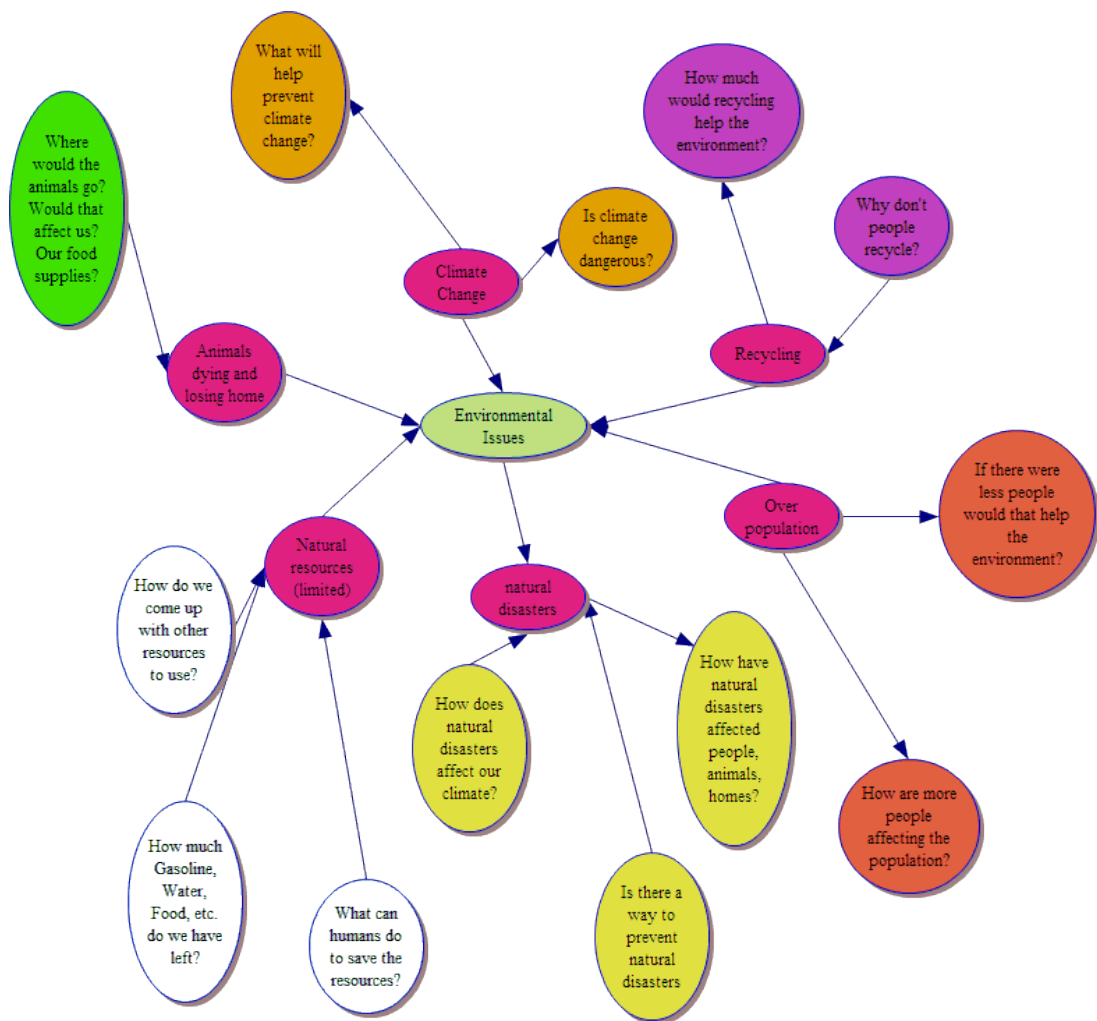 What will
help
prevent
climate
change?
How much
would recycling
help the
environment?
Where
would the
animals go?
Would that
affect us?
Our food
supplies?
Is climate
change
dangerous?
Why don't
people
recycle?
Climate
Change
Recycling
Animals
dying and
losing home
Environmental
Issues
If there were
less people
would that help
the
environment?
Over
population
Natural
resources
(limited)
natural
disasters
How do we
come up
with other
resources
to use?
How does
natural
disasters
affect our
climate?
How have
natural
disasters
affected
people,
animals,
homes?
How are more
people
affecting the
population?
How much
Gasoline,
Water,
Food, etc.
do we have
left?
What can
humans do
to save the
resources?
Is there a
way to
prevent
natural
disasters